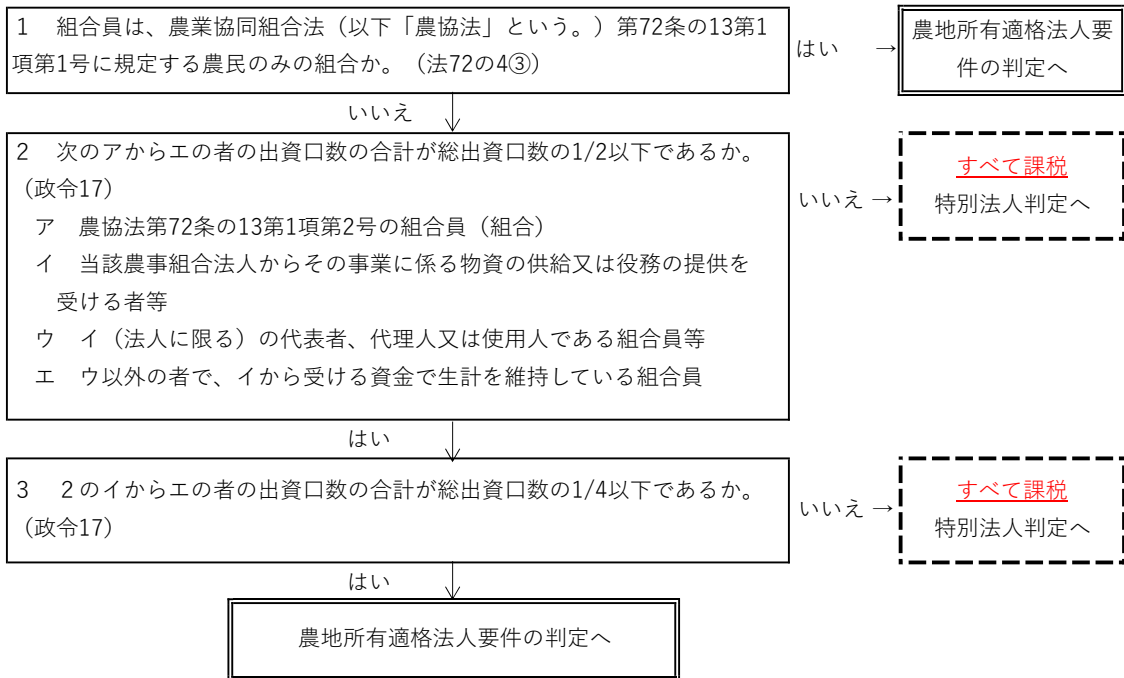 1　組合員は、農業協同組合法（以下「農協法」という。）第72条の13第1
項第1号に規定する農民のみの組合か。（法72の4③）
はい　→
農地所有適格法人要
件の判定へ
いいえ
2　次のアからエの者の出資口数の合計が総出資口数の1/2以下であるか。
（政令17）
ア　農協法第72条の13第1項第2号の組合員（組合）
イ　当該農事組合法人からその事業に係る物資の供給又は役務の提供を
受ける者等
ウ　イ（法人に限る）の代表者、代理人又は使用人である組合員等
エ　ウ以外の者で、イから受ける資金で生計を維持している組合員
いいえ →
すべて課税
特別法人判定へ
はい
3　２のイからエの者の出資口数の合計が総出資口数の1/4以下であるか。
（政令17）
いいえ →
すべて課税
特別法人判定へ
はい
農地所有適格法人要件の判定へ